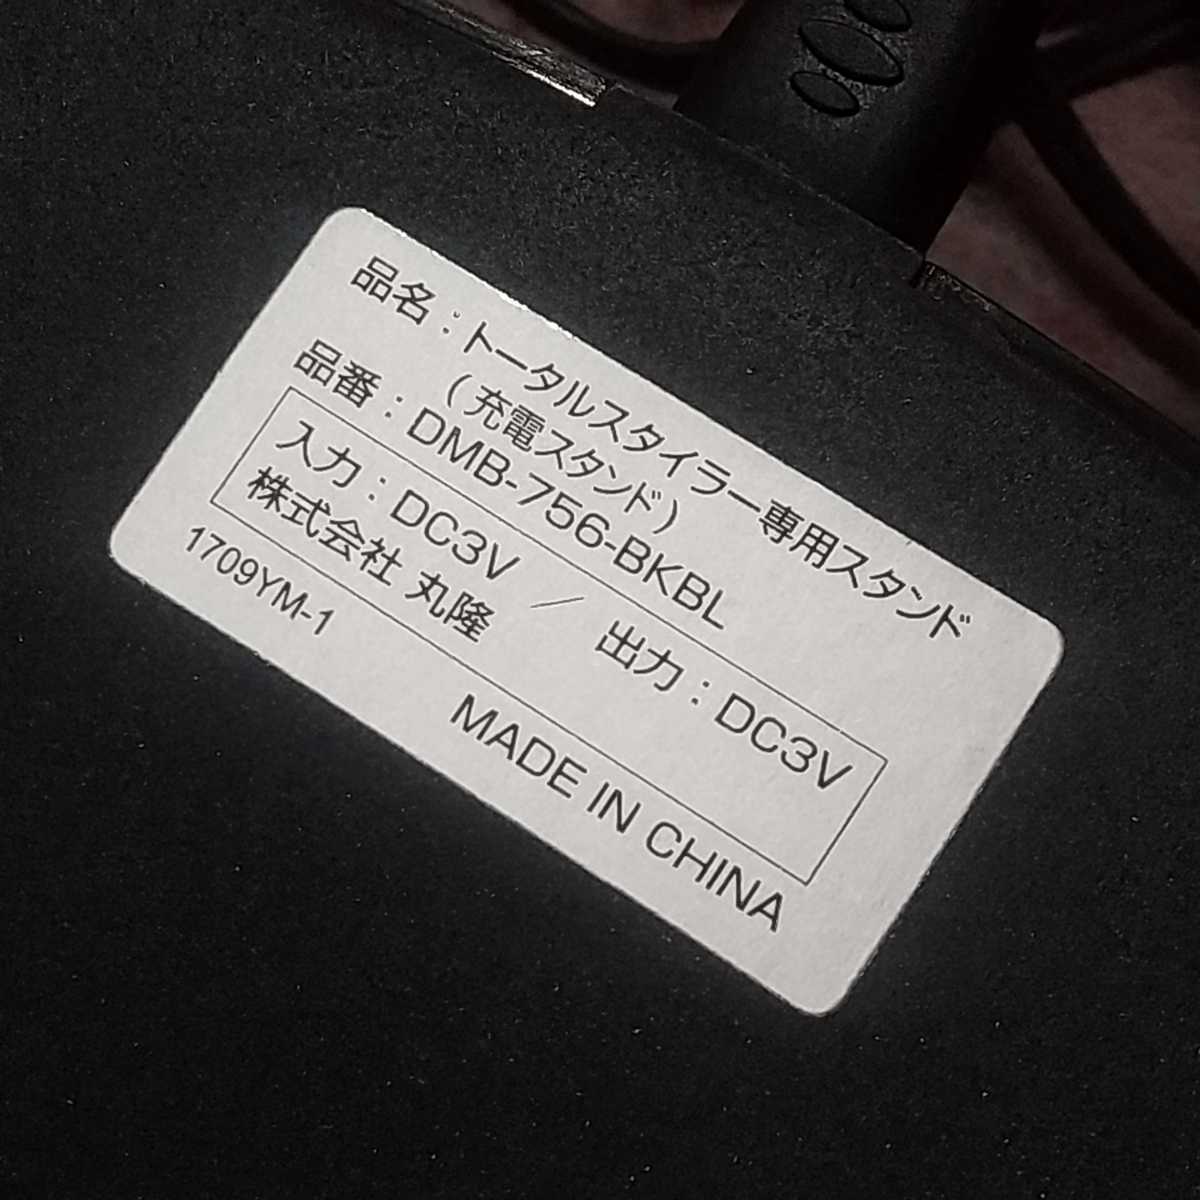 品名：トータルスタイラー専用スタンド
（充電スタンド）
品番：DMB-756-BKBL
入力：DC3V ／ 出力：DC3V
株式会社 丸隆
1709YM-1
MADE IN CHINA